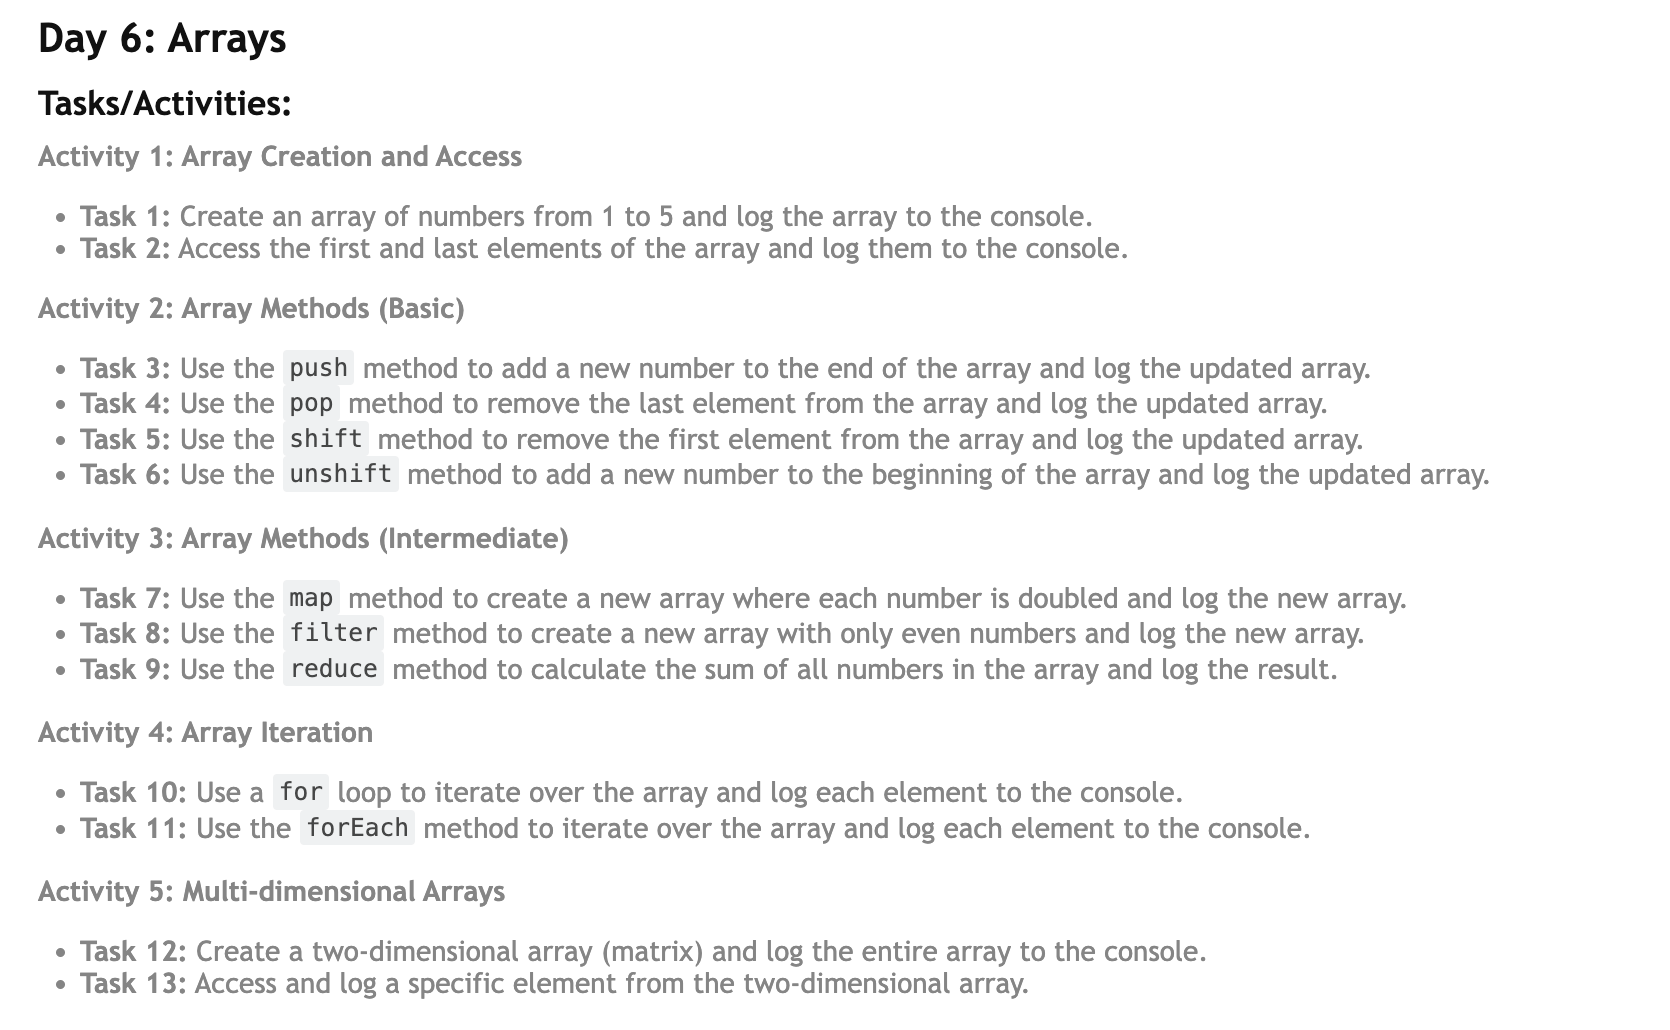 Day 6: Arrays
Tasks/Activities:
Activity 1: Array Creation and Access
• Task 1: Create an array of numbers from 1 to 5 and log the array to the console.
• Task 2: Access the first and last elements of the array and log them to the console.
Activity 2: Array Methods (Basic)
• Task 3: Use the push method to add a new number to the end of the array and log the updated array.
• Task 4: Use the pop method to remove the last element from the array and log the updated array.
• Task 5: Use the shift method to remove the first element from the array and log the updated array.
• Task 6: Use the unshift method to add a new number to the beginning of the array and log the updated array.
Activity 3: Array Methods (Intermediate)
• Task 7: Use the map method to create a new array where each number is doubled and log the new array.
• Task 8: Use the filter method to create a new array with only even numbers and log the new array.
• Task 9: Use the reduce method to calculate the sum of all numbers in the array and log the result.
Activity 4: Array Iteration
• Task 10: Use a for loop to iterate over the array and log each element to the console.
• Task 11: Use the forEach method to iterate over the array and log each element to the console.
Activity 5: Multi-dimensional Arrays
• Task 12: Create a two-dimensional array (matrix) and log the entire array to the console.
• Task 13: Access and log a specific element from the two-dimensional array.